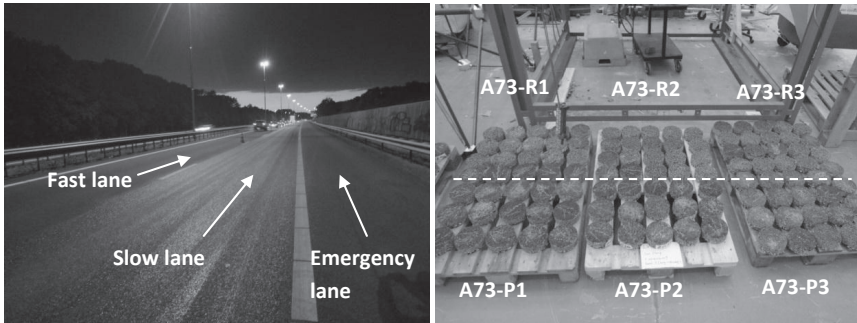 Fast lane
Slow lane
Emergency
lane
A73-R1
A73-R2
A73-R3
A73-P1
A73-P2
A73-P3